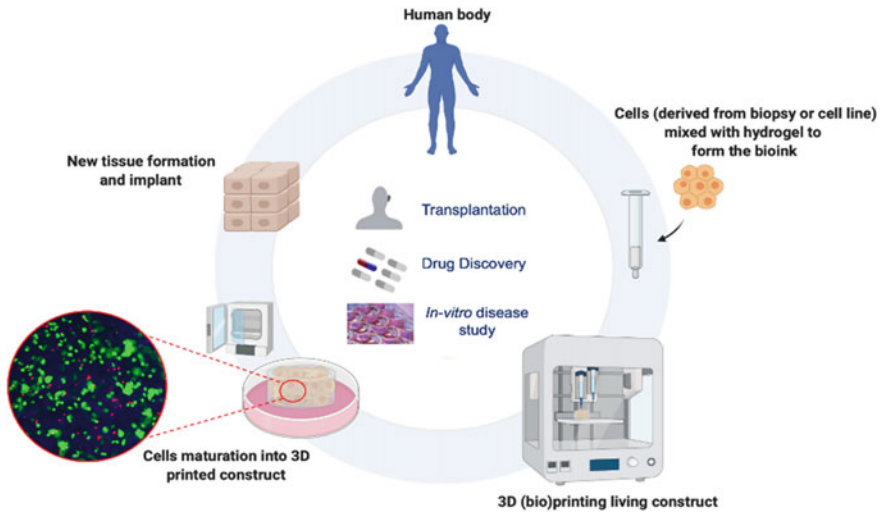 Human body
Cells (derived from biopsy or cell line)
mixed with hydrogel to
form the bioink
New tissue formation
and implant
Transplantation
Drug Discovery
In-vitro disease
study
Cells maturation into 3D
printed construct
3D (bio)printing living construct